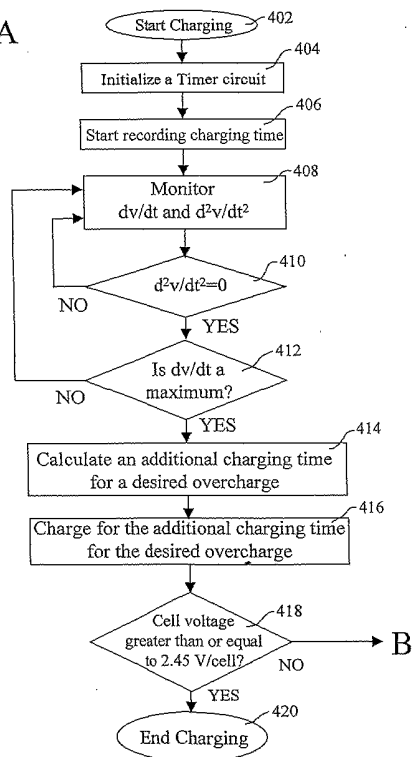 A
Start Charging
402
404
Initialize a Timer circuit
406
Start recording charging time
408
Monitor
dv/dt and d²v/dt²
410
d²v/dt²=0
NO
YES
412
Is dv/dt a
maximum?
NO
YES
414
Calculate an additional charging time
for a desired overcharge
416
Charge for the additional charging time
for the desired overcharge
418
Cell voltage
greater than or equal
to 2.45 V/cell?
B
NO
YES
420
End Charging